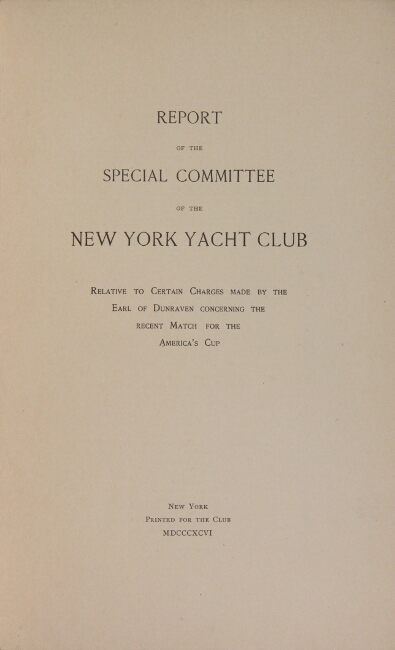 REPORT
OF THE
SPECIAL COMMITTEE
OF THE
NEW YORK YACHT CLUB
RELATIVE TO CERTAIN CHARGES MADE BY THE
EARL OF DUNRAVEN CONCERNING THE
RECENT MATCH FOR THE
AMERICA'S CUP
NEW YORK
PRINTED FOR THE CLUB
MDCCCXCVI